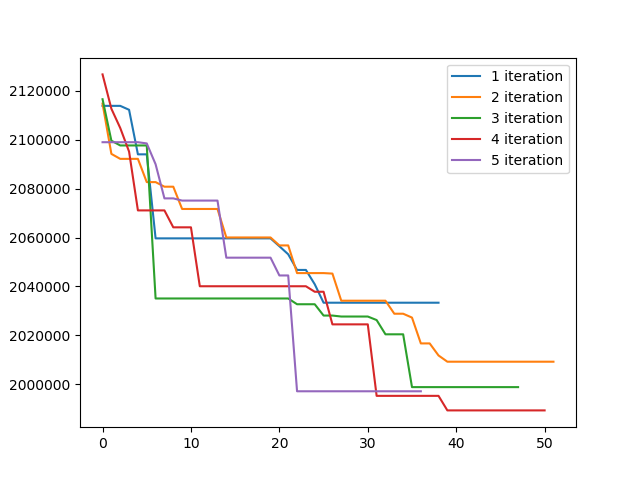 2120000
2100000
2080000
2060000
2040000
2020000
2000000
0
10
20
30
40
50
1 iteration
2 iteration
3 iteration
4 iteration
5 iteration